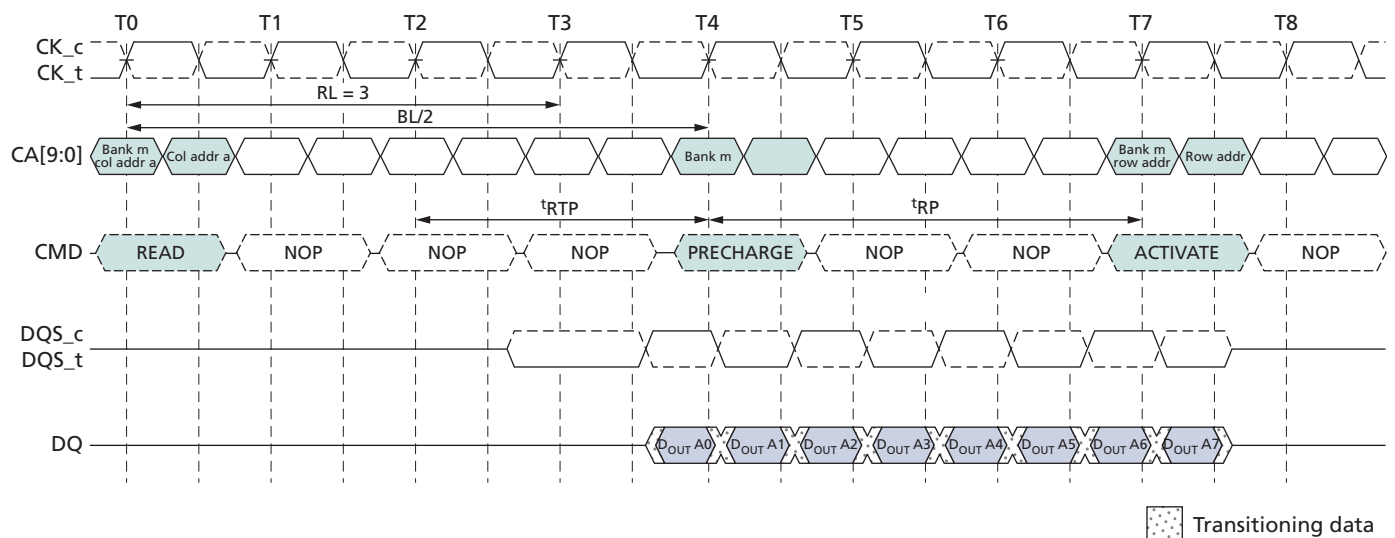 T0 T1 T2 T3 T4 T5 T6 T7 T8
CK_c
CK_t
RL = 3
BL/2
CA[9:0]
Bank m
col addr a
Col addr a
Bank m
Bank m
row addr
Row addr
tRTP
tRP
CMD
READ NOP NOP NOP PRECHARGE NOP NOP ACTIVATE NOP
DQS_c
DQS_t
DQ
DOUT A0 DOUT A1 DOUT A2 DOUT A3 DOUT A4 DOUT A5 DOUT A6 DOUT A7
Transitioning data